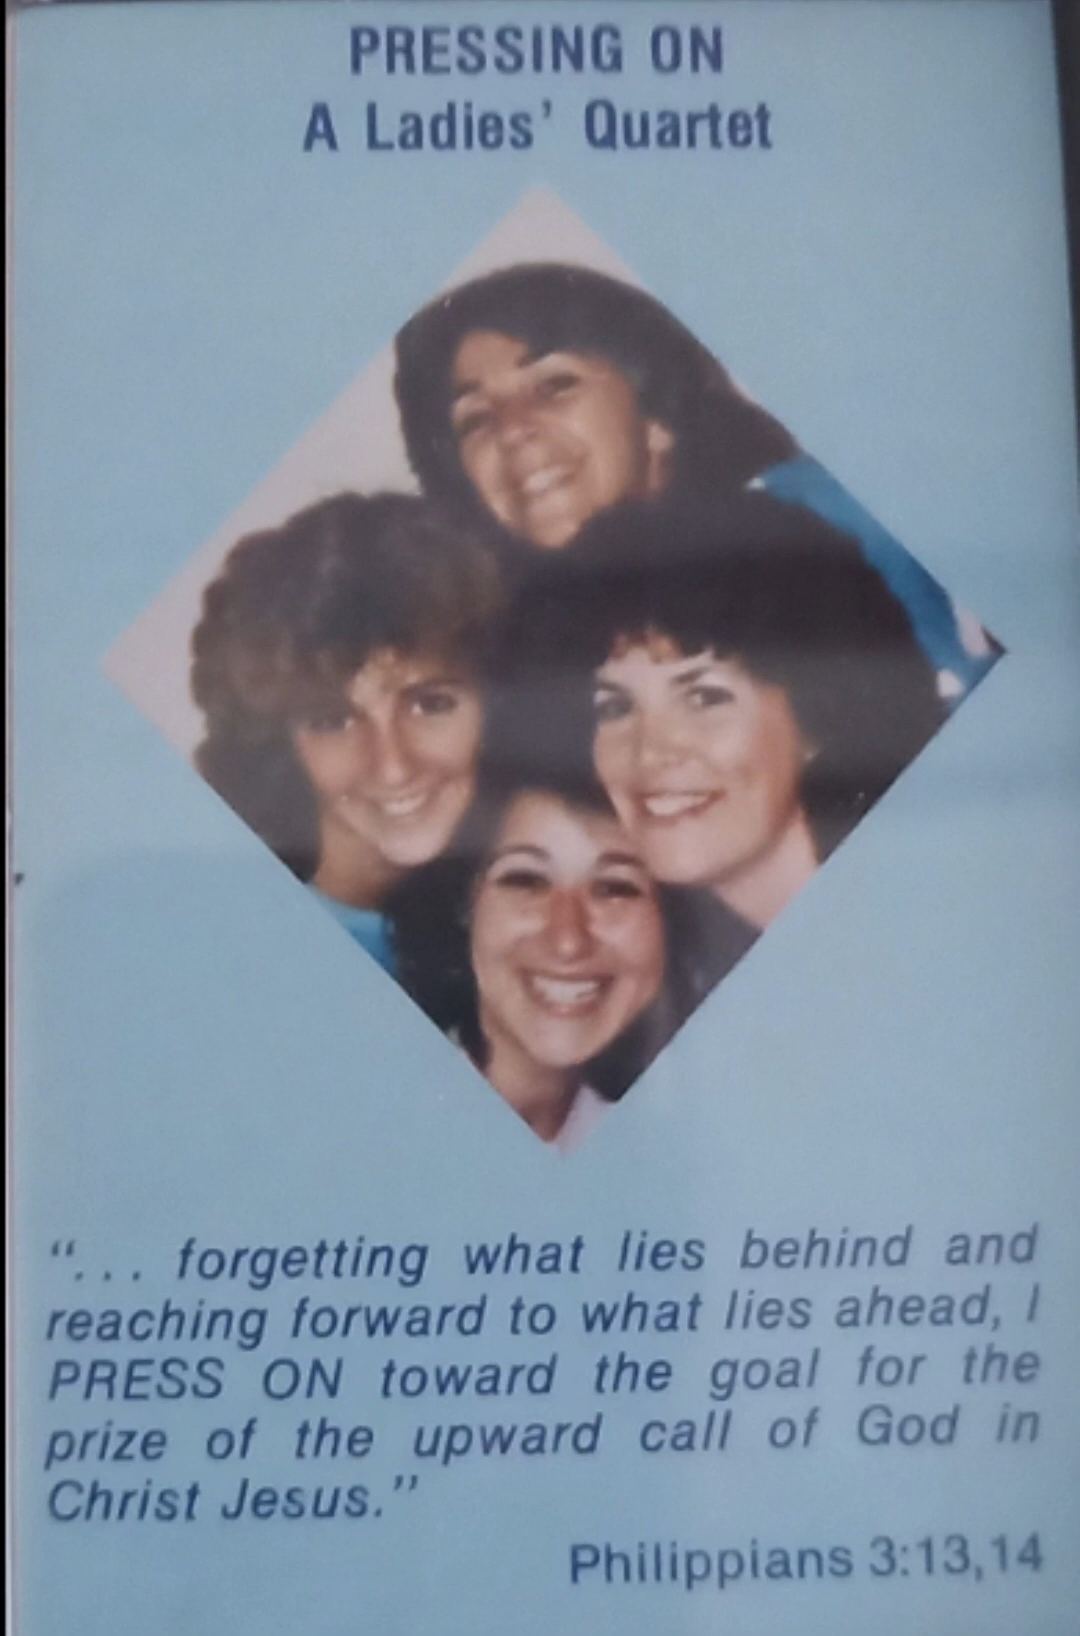 PRESSING ON
A Ladies’ Quartet
“... forgetting what lies behind and
reaching forward to what lies ahead, I
PRESS ON toward the goal for the
prize of the upward call of God in
Christ Jesus.”
Philippians 3:13,14